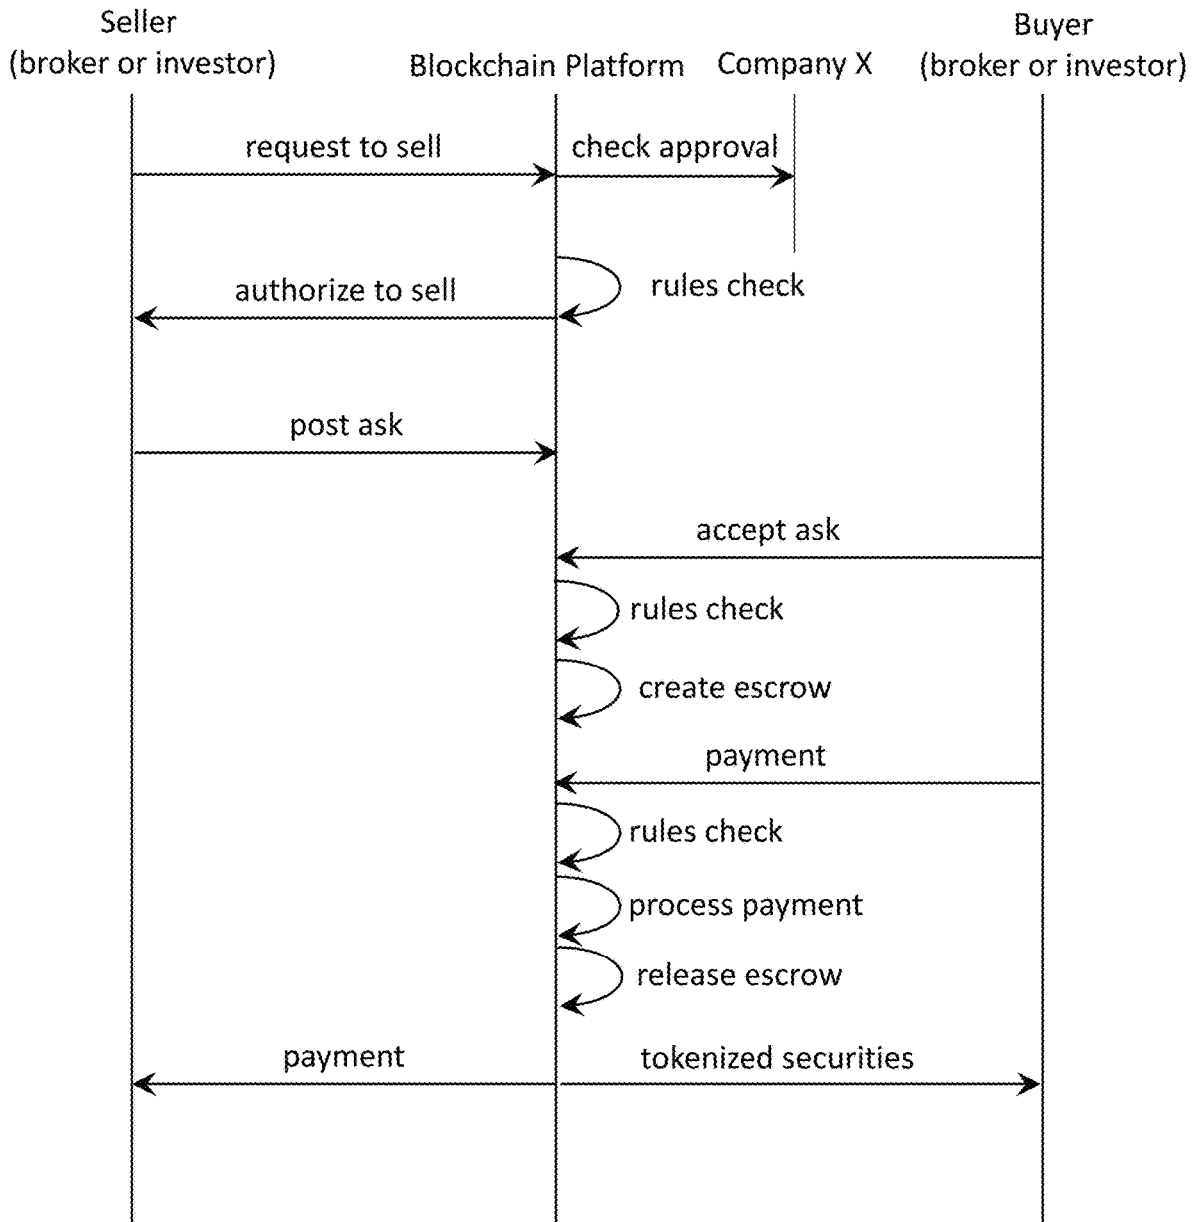 Seller
(broker or investor)
Blockchain Platform
Company X
Buyer
(broker or investor)
request to sell
check approval
rules check
authorize to sell
post ask
accept ask
rules check
create escrow
payment
rules check
process payment
release escrow
payment
tokenized securities